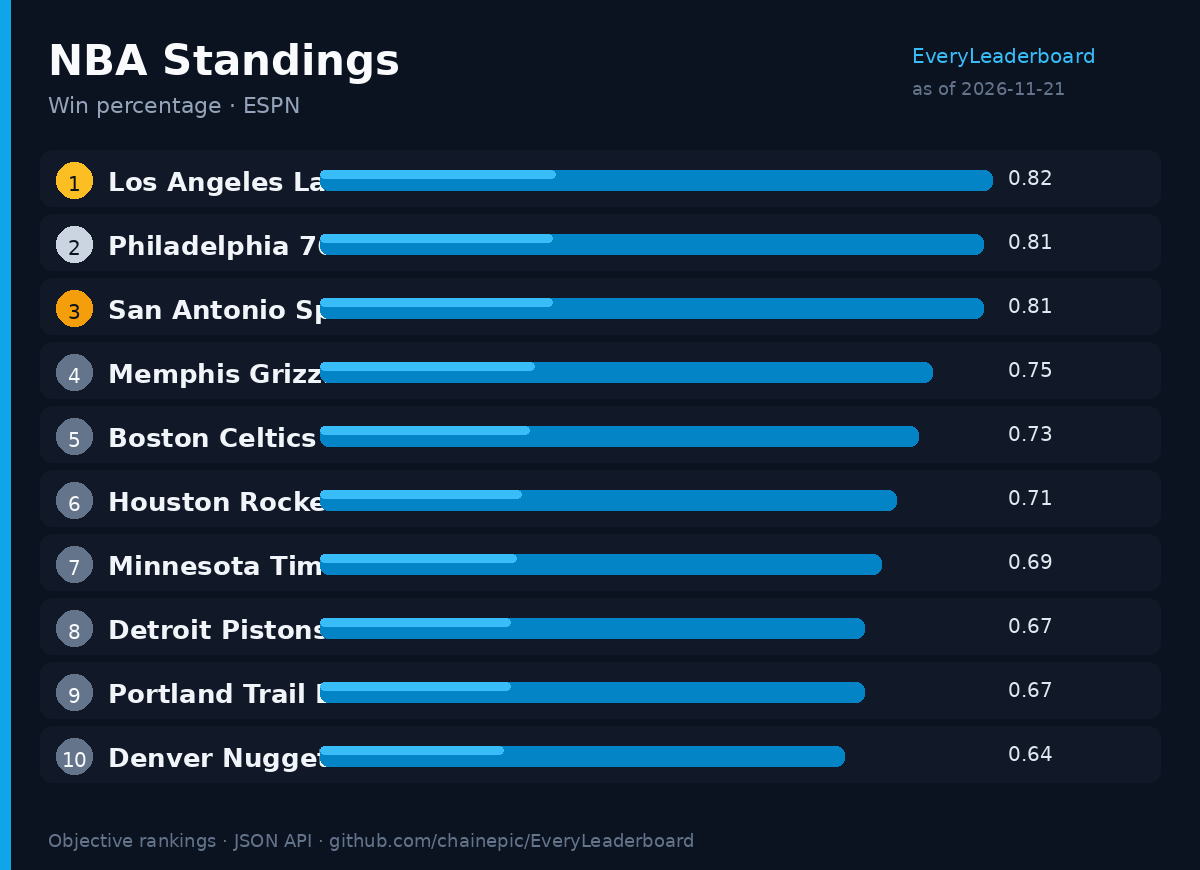 NBA Standings
EveryLeaderboard
Win percentage · ESPN
as of 2026-11-21
1 Los Angeles La 0.82
2 Philadelphia 7 0.81
3 San Antonio Sp 0.81
4 Memphis Grizz 0.75
5 Boston Celtics 0.73
6 Houston Rocke 0.71
7 Minnesota Tim 0.69
8 Detroit Pistons 0.67
9 Portland Trail 0.67
10 Denver Nugget 0.64
Objective rankings · JSON API · github.com/chainepic/EveryLeaderboard